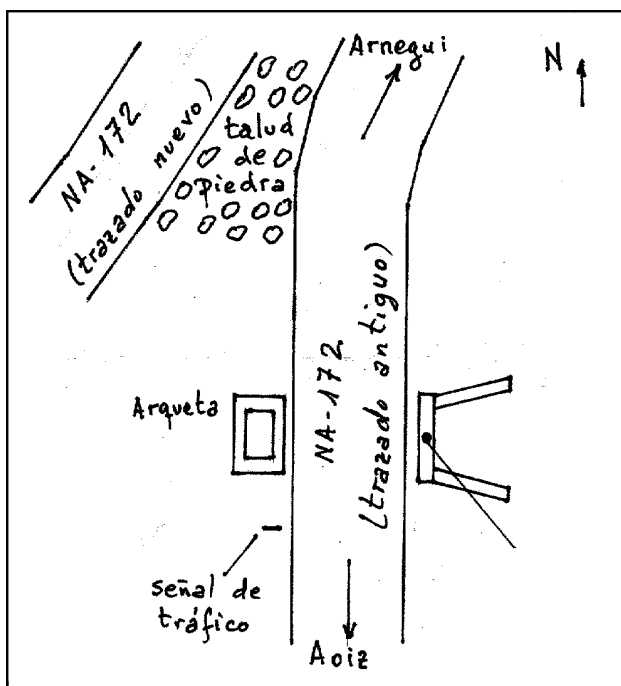 Arnegui
N
NA-172
(trazado nuevo)
talud
de
piedra
NA-172
(trazado antiguo)
Arqueta
señal de
tráfico
Aoiz